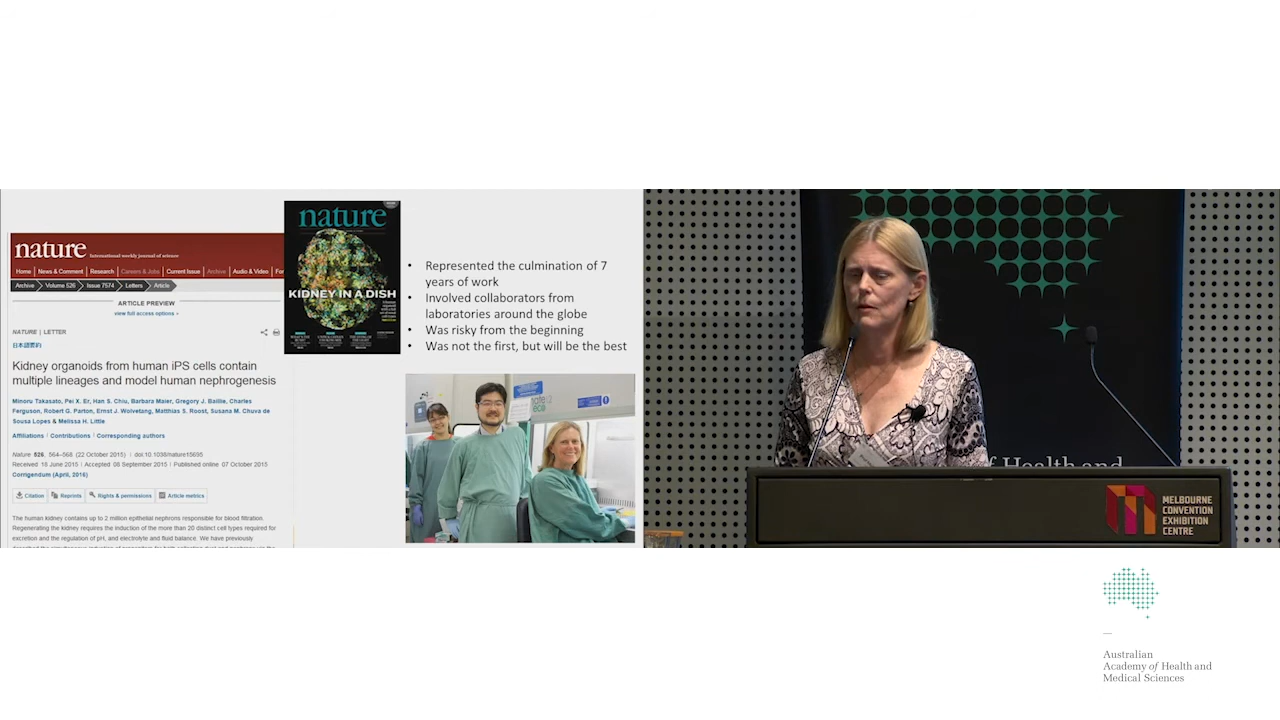 nature International weekly journal of science
Home | News & Comment | Research | Careers & Jobs | Current Issue | Archive | Audio & Video | For
Archive Volume 526 Issue 7574 Letters Article
ARTICLE PREVIEW
view full access options
NATURE | LETTER
日本語要約
Kidney organoids from human iPS cells contain
multiple lineages and model human nephrogenesis
Minoru Takasato, Pei X. Er, Han S. Chiu, Barbara Maier, Gregory J. Baillie, Charles
Ferguson, Robert G. Parton, Ernst J. Wolvetang, Matthias S. Roost, Susana M. Chuva de
Sousa Lopes & Melissa H. Little
Affiliations | Contributions | Corresponding authors
Nature 526, 564–568 (22 October 2015) | doi:10.1038/nature15695
Received 18 June 2015 | Accepted 08 September 2015 | Published online 07 October 2015
Corrigendum (April, 2016)
Citation Reprints Rights & permissions Article metrics
The human kidney contains up to 2 million epithelial nephrons responsible for blood filtration.
Regenerating the kidney requires the induction of the more than 20 distinct cell types required for
excretion and the regulation of pH, and electrolyte and fluid balance. We have previously
nature
KIDNEY IN A DISH
• Represented the culmination of 7
years of work
• Involved collaborators from
laboratories around the globe
• Was risky from the beginning
• Was not the first, but will be the best
of Health and
MELBOURNE
CONVENTION
EXHIBITION
CENTRE
Australian
Academy of Health and
Medical Sciences